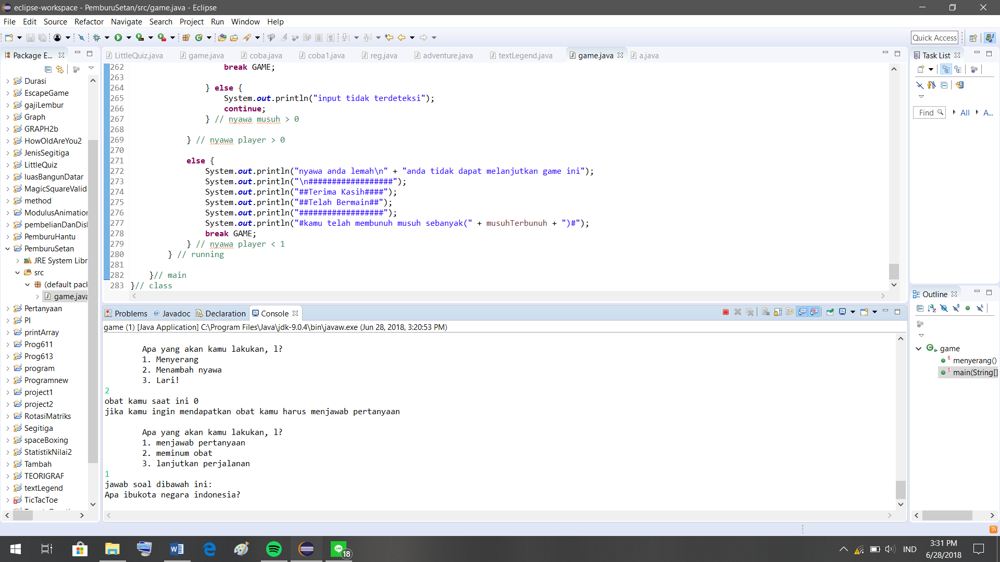 eclipse-workspace - PemburuSetan/src/game.java - Eclipse
File Edit Source Refactor Navigate Search Project Run Window Help
Quick Access
Package E...
LittleQuiz.java game.java coba.java coba1.java reg.java adventure.java textLegend.java game.java a.java
Task List
Durasi
EscapeGame
gajiLembur
Graph
GRAPH2b
HowOldAreYou2
JenisSegitiga
LittleQuiz
luasBangunDatar
MagicSquareValid
method
ModulusAnimation
pembelianDanDisl
PemburuHantu
PemburuSetan
JRE System Libr
src
(default pack
game.java
Pertanyaan
PI
printArray
Prog611
Prog613
program
Programnew
project1
project2
RotasiMatriks
Segitiga
spaceBoxing
StatistikNilai2
Tambah
TEORIGRAF
textLegend
TicTacToe
262 break GAME;
263
264 } else {
265 System.out.println("input tidak terdeteksi");
266 continue;
267 } // nyawa musuh > 0
268
269 } // nyawa player > 0
270
271 else {
272 System.out.println("nyawa anda lemah\n" + "anda tidak dapat melanjutkan game ini");
273 System.out.println("\n##################");
274 System.out.println("##Terima Kasih####");
275 System.out.println("##Telah Bermain##");
276 System.out.println("##################");
277 System.out.println("#kamu telah membunuh musuh sebanyak(" + musuhTerbunuh + ")#");
278 break GAME;
279 } // nyawa player < 1
280 } // running
281
282 }// main
283 }// class
Find All A...
Outline
game
menyerang()
main(String[]
Problems Javadoc Declaration Console
game (1) [Java Application] C:\Program Files\Java\jdk-9.0.4\bin\javaw.exe (Jun 28, 2018, 3:20:53 PM)
Apa yang akan kamu lakukan, l?
1. Menyerang
2. Menambah nyawa
3. Lari!
2
obat kamu saat ini 0
jika kamu ingin mendapatkan obat kamu harus menjawab pertanyaan
Apa yang akan kamu lakukan, l?
1. menjawab pertanyaan
2. meminum obat
3. lanjutkan perjalanan
1
jawab soal dibawah ini:
Apa ibukota negara indonesia?
18
IND
3:31 PM
6/28/2018